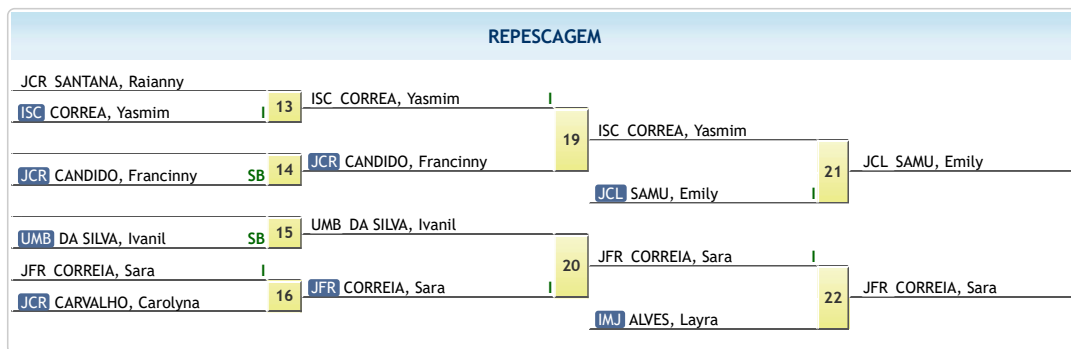 REPESCAGEM
JCR SANTANA, Raianny
ISC CORREA, Yasmim I
13
ISC CORREA, Yasmim I
JCR CANDIDO, Francinny SB
14
JCR CANDIDO, Francinny
19
ISC CORREA, Yasmim
JCL SAMU, Emily I
21
JCL SAMU, Emily
UMB DA SILVA, Ivanil SB
15
UMB DA SILVA, Ivanil
JFR CORREIA, Sara I
JCR CARVALHO, Carolyna
16
JFR CORREIA, Sara I
20
JFR CORREIA, Sara I
IMJ ALVES, Layra
22
JFR CORREIA, Sara